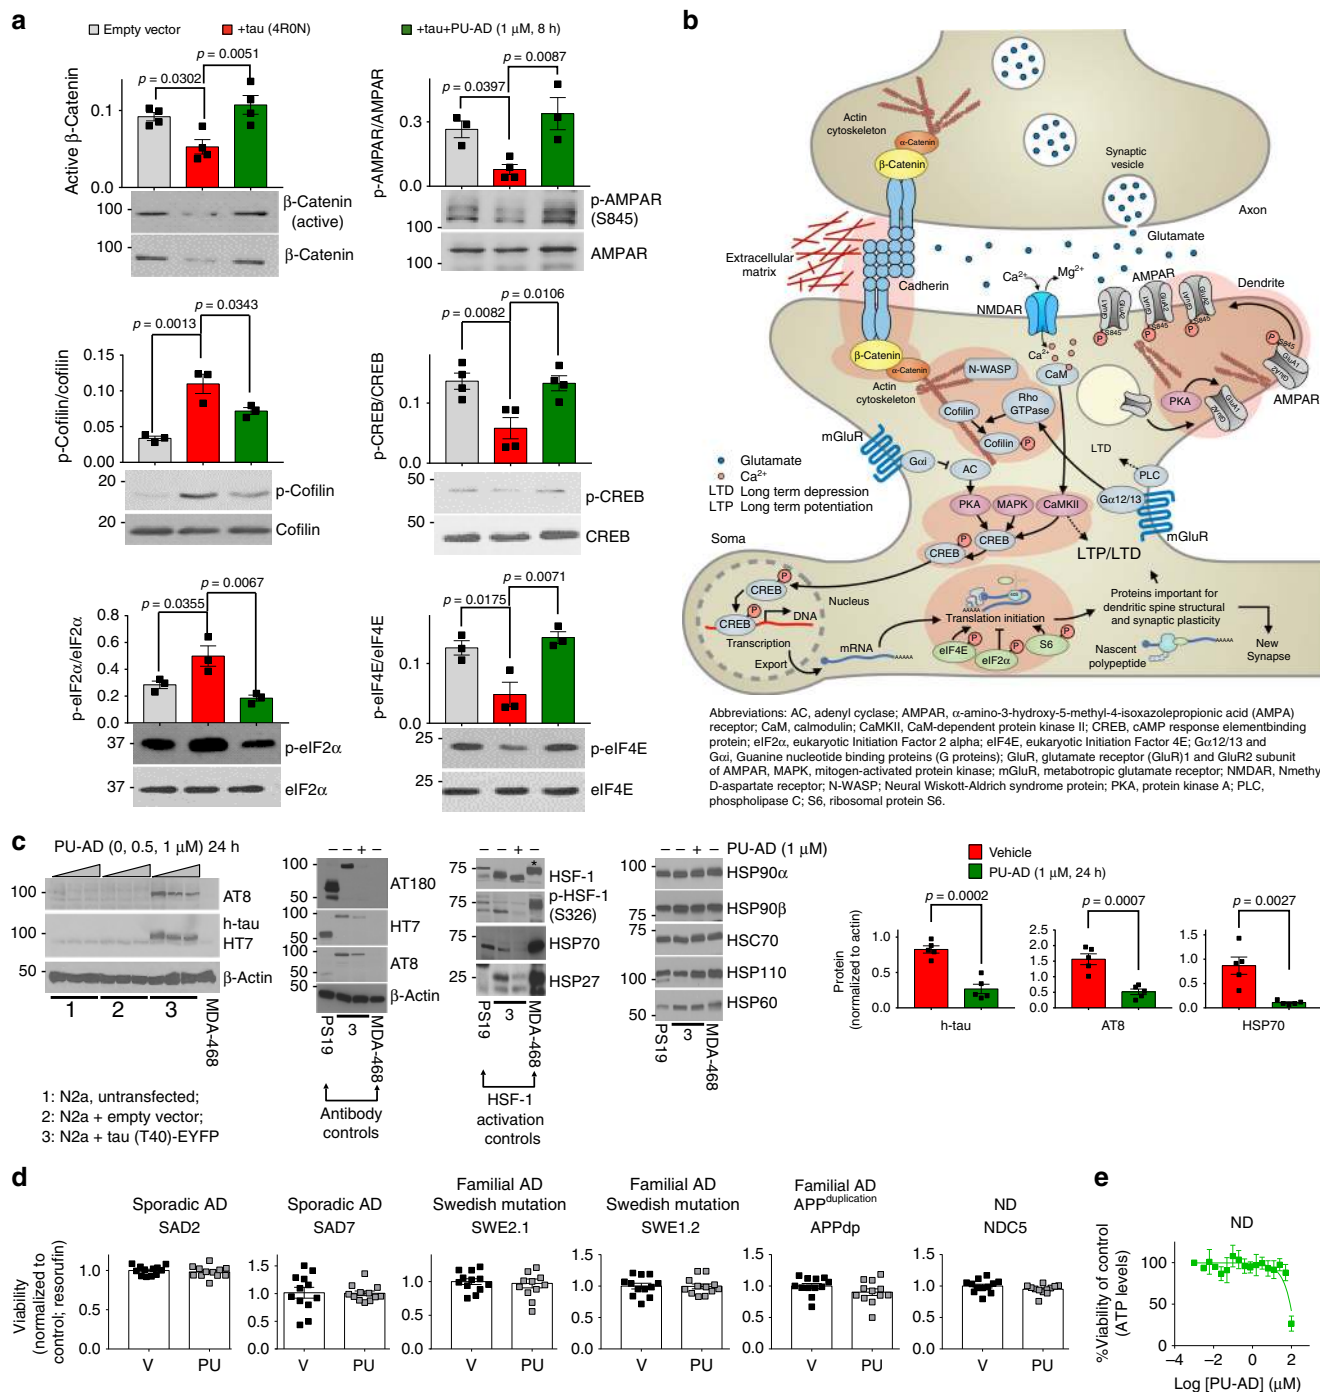 a
Empty vector
+tau (4R0N)
+tau+PU-AD (1 μM, 8 h)
p = 0.0051
p = 0.0302
Active β-Catenin
0.1
0.0
100
β-Catenin
(active)
100
β-Catenin
p = 0.0087
p = 0.0397
p-AMPAR/AMPAR
0.3
0.0
p-AMPAR
(S845)
100
AMPAR
p = 0.0343
p = 0.0013
p-Cofilin/cofilin
0.15
0.10
0.05
0.00
20
p-Cofilin
20
Cofilin
p = 0.0106
p = 0.0082
p-CREB/CREB
0.1
0.0
50
p-CREB
50
CREB
p = 0.0067
p = 0.0355
p-eIF2α/eIF2α
0.8
0.6
0.4
0.2
0.0
37
p-eIF2α
37
eIF2α
p = 0.0071
p = 0.0175
p-eIF4E/eIF4E
0.1
0.0
25
p-eIF4E
25
eIF4E
b
Actin
cytoskeleton
α-Catenin
β-Catenin
Synaptic
vesicle
Axon
Glutamate
Extracellular
matrix
Cadherin
Ca2+
Mg2+
NMDAR
AMPAR
Dendrite
GluA1
GluA2
GluA1
GluA2
GluA1
GluA2
S845
S845
S845
P
P
P
P
S845
GluA1
GluA2
AMPAR
Ca2+
CaM
β-Catenin
α-Catenin
Actin
cytoskeleton
N-WASP
Cofilin
Rho
GTPase
Cofilin
P
PKA
GluA1
GluA2
mGluR
Gαi
AC
LTD
PLC
Gα12/13
mGluR
Glutamate
Ca2+
LTD Long term depression
LTP Long term potentiation
PKA
MAPK
CaMKII
P
CREB
CREB
LTP/LTD
Soma
P
CREB
Nucleus
P
CREB
DNA
Transcription
Export
mRNA
AAAAA
AAAAA
Translation initiation
P
eIF4E
P
eIF2α
P
S6
Proteins important for
dendritic spine structural
and synaptic plasticity
Nascent
polypeptide
AAAAA
New
Synapse
Abbreviations: AC, adenyl cyclase; AMPAR, α-amino-3-hydroxy-5-methyl-4-isoxazolepropionic acid (AMPA)
receptor; CaM, calmodulin; CaMKII, CaM-dependent protein kinase II; CREB, cAMP response elementbinding
protein; eIF2α, eukaryotic Initiation Factor 2 alpha; eIF4E, eukaryotic Initiation Factor 4E; Gα12/13 and
Gαi, Guanine nucleotide binding proteins (G proteins); GluR, glutamate receptor (GluR)1 and GluR2 subunit
of AMPAR, MAPK, mitogen-activated protein kinase; mGluR, metabotropic glutamate receptor; NMDAR, Nmethyl
D-aspartate receptor; N-WASP; Neural Wiskott-Aldrich syndrome protein; PKA, protein kinase A; PLC,
phospholipase C; S6, ribosomal protein S6.
c
PU-AD (0, 0.5, 1 μM) 24 h
100
AT8
h-tau
100
HT7
50
β-Actin
1 2 3 MDA-468
1: N2a, untransfected;
2: N2a + empty vector;
3: N2a + tau (T40)-EYFP
– – +
100
AT180
50
100
HT7
50
100
AT8
50
β-Actin
PS19 3 MDA-468
Antibody
controls
– – + –
*
75
HSF-1
75
p-HSF-1
(S326)
75
HSP70
25
HSP27
PS19 3 MDA-468
HSF-1
activation
controls
– – + –
PU-AD (1 μM)
100
HSP90α
100
HSP90β
75
HSC70
100
HSP110
50
HSP60
PS19 3 MDA-468
Vehicle
PU-AD (1 μM, 24 h)
Protein
(normalized to actin)
p = 0.0002
1.0
0.5
0.0
h-tau
p = 0.0007
2.5
2.0
1.5
1.0
0.5
0.0
AT8
p = 0.0027
1.5
1.0
0.5
0.0
HSP70
d
Viability
(normalized to
control; resorufin)
Sporadic AD
SAD2
1.0
0.5
0.0
V PU
Sporadic AD
SAD7
1.5
1.0
0.5
0.0
V PU
Familial AD
Swedish mutation
SWE2.1
1.0
0.5
0.0
V PU
Familial AD
Swedish mutation
SWE1.2
1.5
1.0
0.5
0.0
V PU
Familial AD
APPduplication
APPdp
1.0
0.5
0.0
V PU
ND
NDC5
1.0
0.5
0.0
V PU
e
ND
%Viability of control
(ATP levels)
100
50
0
–4 –2 0 2
Log [PU-AD] (μM)